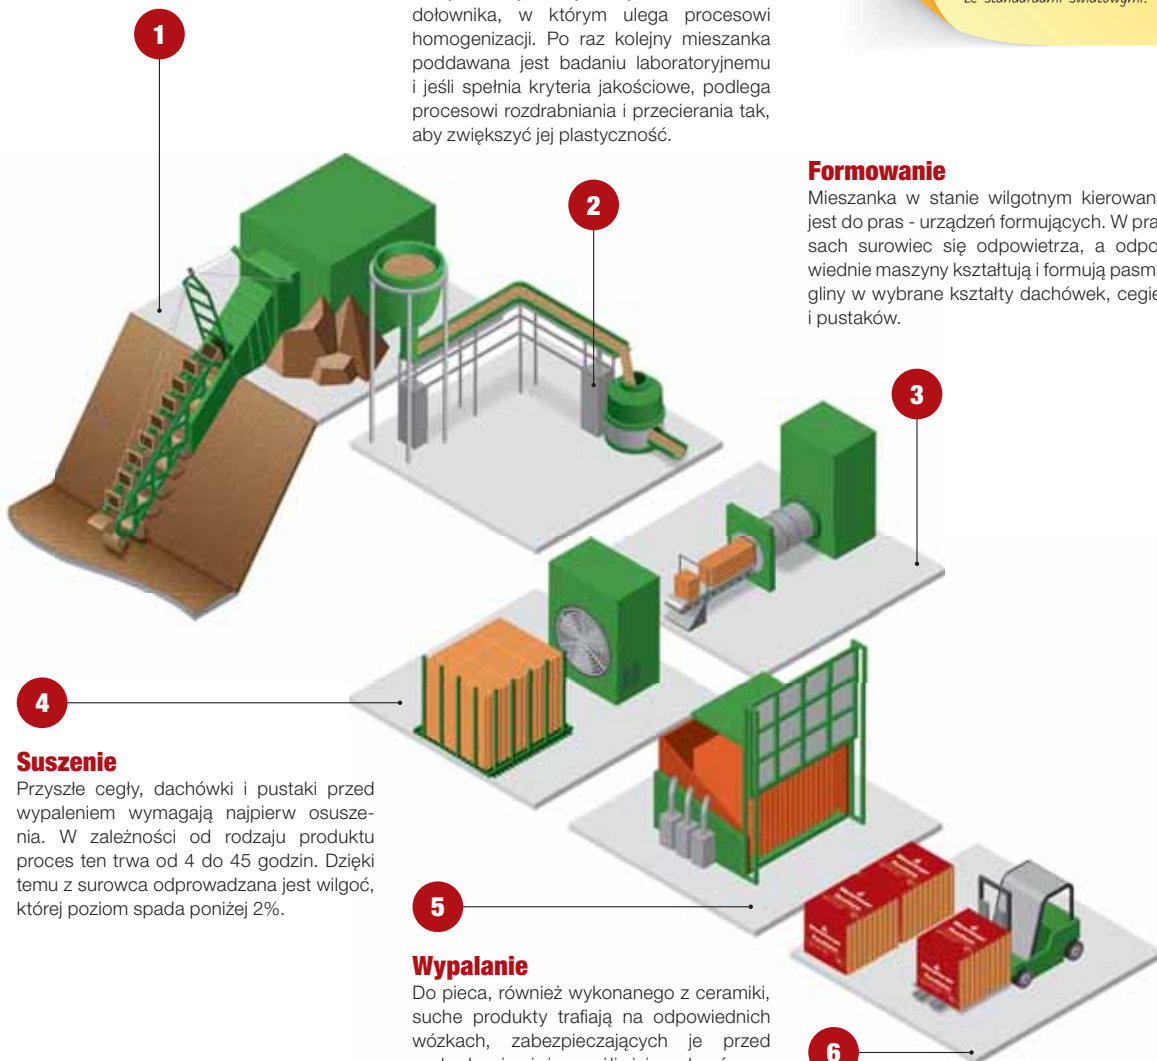 ze standardami światowymi.
1
dołownika, w którym ulega procesowi
homogenizacji. Po raz kolejny mieszanka
poddawana jest badaniu laboratoryjnemu
i jeśli spełnia kryteria jakościowe, podlega
procesowi rozdrabniania i przecierania tak,
aby zwiększyć jej plastyczność.
2
Formowanie
Mieszanka w stanie wilgotnym kierowana
jest do pras - urządzeń formujących. W pra
sach surowiec się odpowietrza, a odpo
wiednie maszyny kształtują i formują pasma
gliny w wybrane kształty dachówek, cegie
i pustaków.
3
4
Suszenie
Przyszłe cegły, dachówki i pustaki przed
wypaleniem wymagają najpierw osusze-
nia. W zależności od rodzaju produktu
proces ten trwa od 4 do 45 godzin. Dzięki
temu z surowca odprowadzana jest wilgoć,
której poziom spada poniżej 2%.
5
Wypalanie
Do pieca, również wykonanego z ceramiki,
suche produkty trafiają na odpowiednich
wózkach, zabezpieczających je przed
6